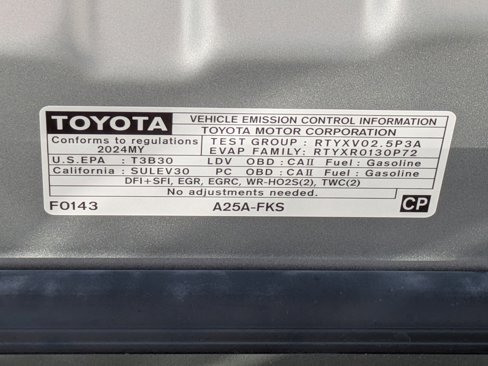 TOYOTA VEHICLE EMISSION CONTROL INFORMATION
TOYOTA MOTOR CORPORATION
Conforms to regulations
2024MY
TEST GROUP : RTYXV02.5P3A
EVAP FAMILY: RTYXR0130P72
U.S.EPA : T3B30 LDV OBD : CAII Fuel : Gasoline
California : SULEV30 PC OBD : CAII Fuel : Gasoline
DFI+SFI, EGR, EGRC, WR-HO2S(2), TWC(2)
No adjustments needed.
F0143 A25A-FKS CP